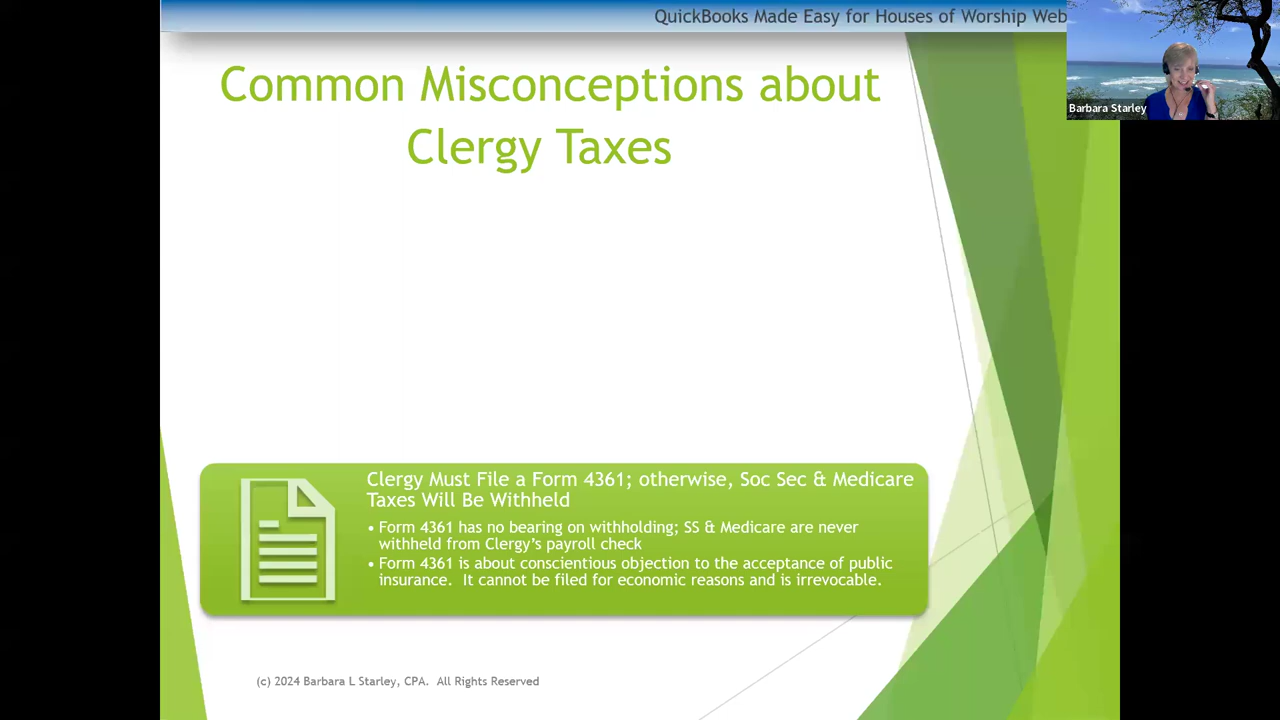 QuickBooks Made Easy for Houses of Worship Web
Barbara Starley
Common Misconceptions about
Clergy Taxes
Clergy Must File a Form 4361; otherwise, Soc Sec & Medicare
Taxes Will Be Withheld
• Form 4361 has no bearing on withholding; SS & Medicare are never
withheld from Clergy's payroll check
• Form 4361 is about conscientious objection to the acceptance of public
insurance. It cannot be filed for economic reasons and is irrevocable.
(c) 2024 Barbara L Starley, CPA. All Rights Reserved